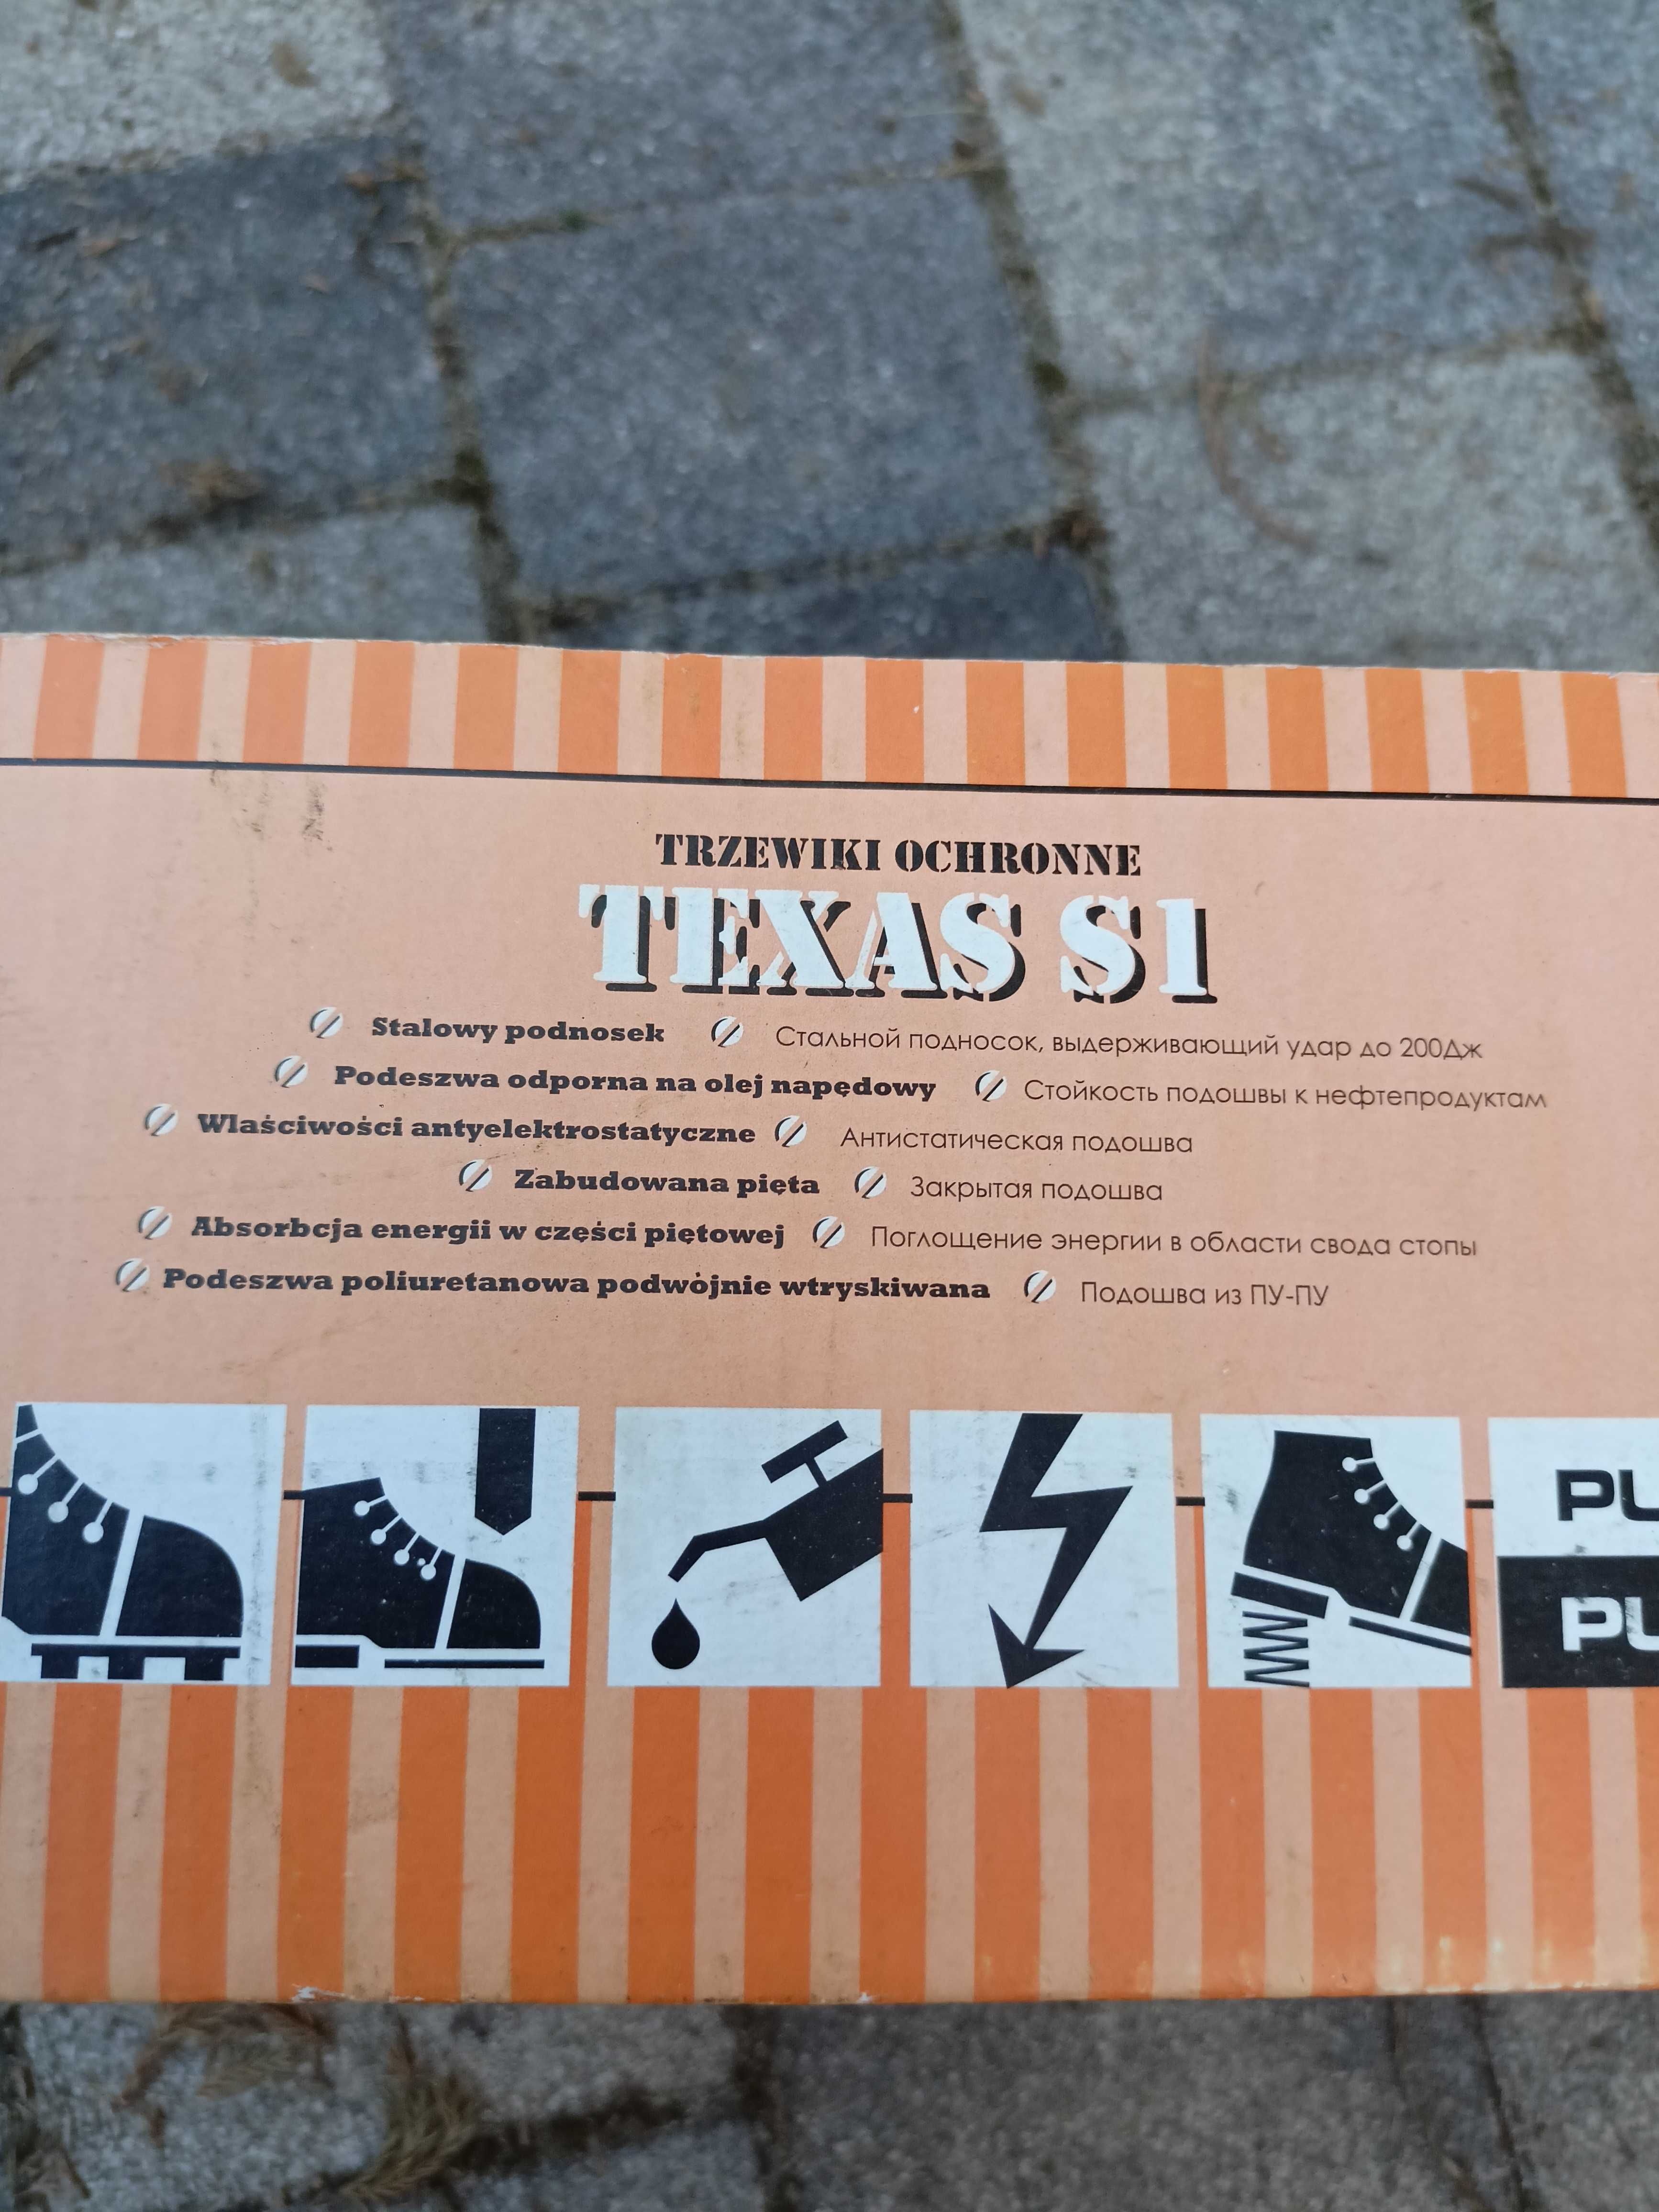 TRZEWIKI OCHRONNE
TEXAS S1
Stalowy podnosek Стальной подносок, выдерживающий удар до 200Дж
Podeszwa odporna na olej napędowy Стойкость подошвы к нефтепродуктам
Właściwości antyelektrostatyczne Антистатическая подошва
Zabudowana pięta Закрытая подошва
Absorbcja energii w części piętowej Поглощение энергии в области свода стопы
Podeszwa poliuretanowa podwójnie wtryskiwana Подошва из ПУ-ПУ
PU
PU